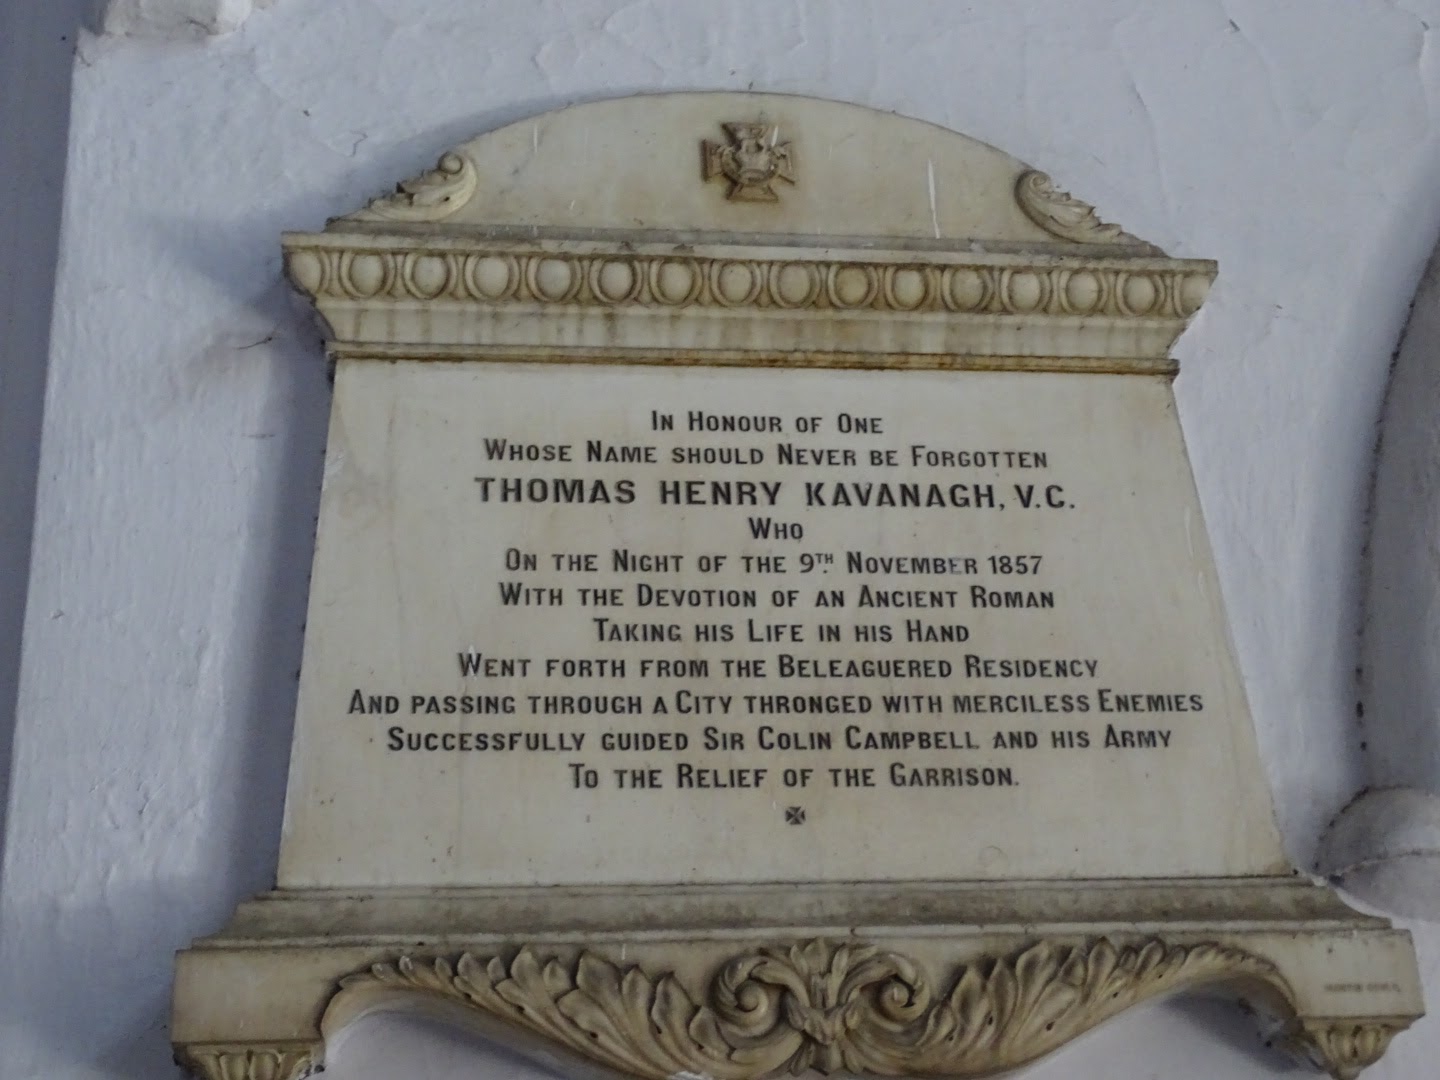 In Honour of One
Whose Name should Never be Forgotten
THOMAS HENRY KAVANAGH, V.C.
Who
On the Night of the 9TH November 1857
With the Devotion of an Ancient Roman
Taking his Life in his Hand
Went forth from the Beleaguered Residency
And passing through a City thronged with merciless Enemies
Successfully guided Sir Colin Campbell and his Army
To the Relief of the Garrison.